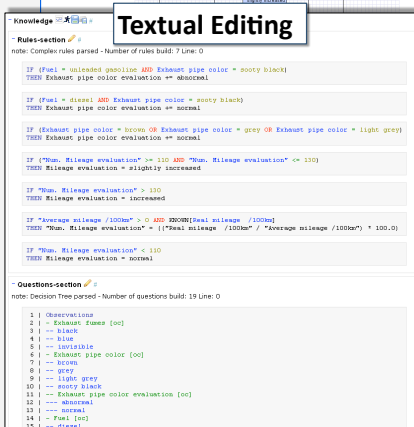 slightly increased
Textual Editing
Knowledge
Rules-section
note: Complex rules parsed - Number of rules build: 7 Line: 0
IF (Fuel = unleaded gasoline AND Exhaust pipe color = sooty black)
THEN Exhaust pipe color evaluation += abnormal
IF (Fuel = diesel AND Exhaust pipe color = sooty black)
THEN Exhaust pipe color evaluation += normal
IF (Exhaust pipe color = brown OR Exhaust pipe color = grey OR Exhaust pipe color = light grey)
THEN Exhaust pipe color evaluation += normal
IF ("Num. Mileage evaluation" >= 110 AND "Num. Mileage evaluation" <= 130)
THEN Mileage evaluation = slightly increased
IF "Num. Mileage evaluation" > 130
THEN Mileage evaluation = increased
IF "Average mileage /100km" > 0 AND KNOWN[Real mileage /100km]
THEN "Num. Mileage evaluation" = (("Real mileage /100km" / "Average mileage /100km") * 100.0)
IF "Num. Mileage evaluation" < 110
THEN Mileage evaluation = normal
Questions-section
note: Decision Tree parsed - Number of questions build: 19 Line: 0
1 | Observations
2 | - Exhaust fumes [oc]
3 | -- black
4 | -- blue
5 | -- invisible
6 | - Exhaust pipe color [oc]
7 | -- brown
8 | -- grey
9 | -- light grey
10 | -- sooty black
11 | -- Exhaust pipe color evaluation [oc]
12 | --- abnormal
13 | --- normal
14 | - Fuel [oc]
15 | -- diesel